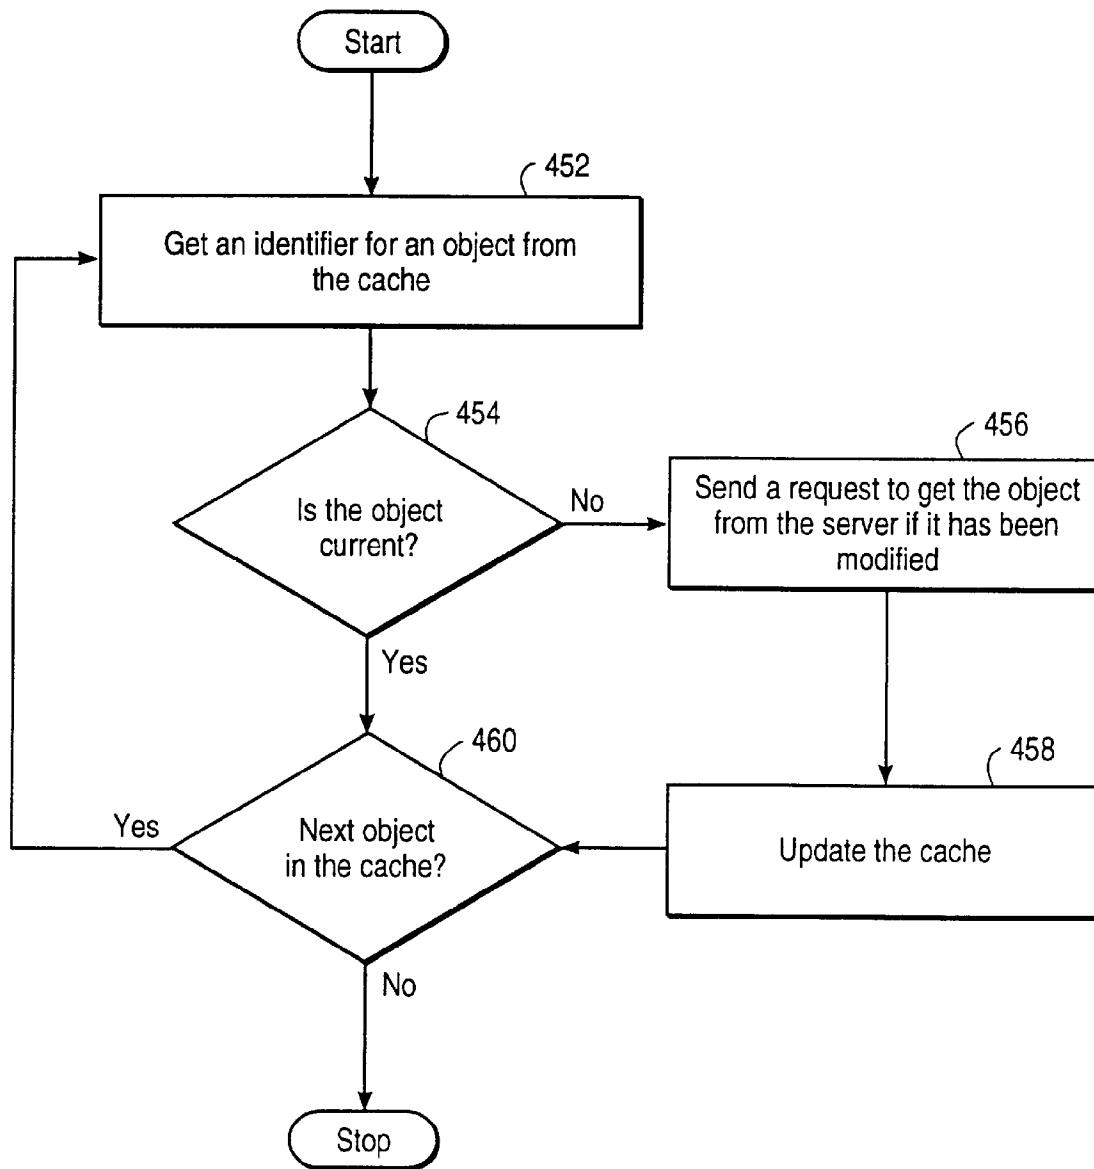 Start
452
Get an identifier for an object from
the cache
454
Is the object
current?
No
456
Send a request to get the object
from the server if it has been
modified
Yes
460
Next object
in the cache?
Yes
458
Update the cache
No
Stop